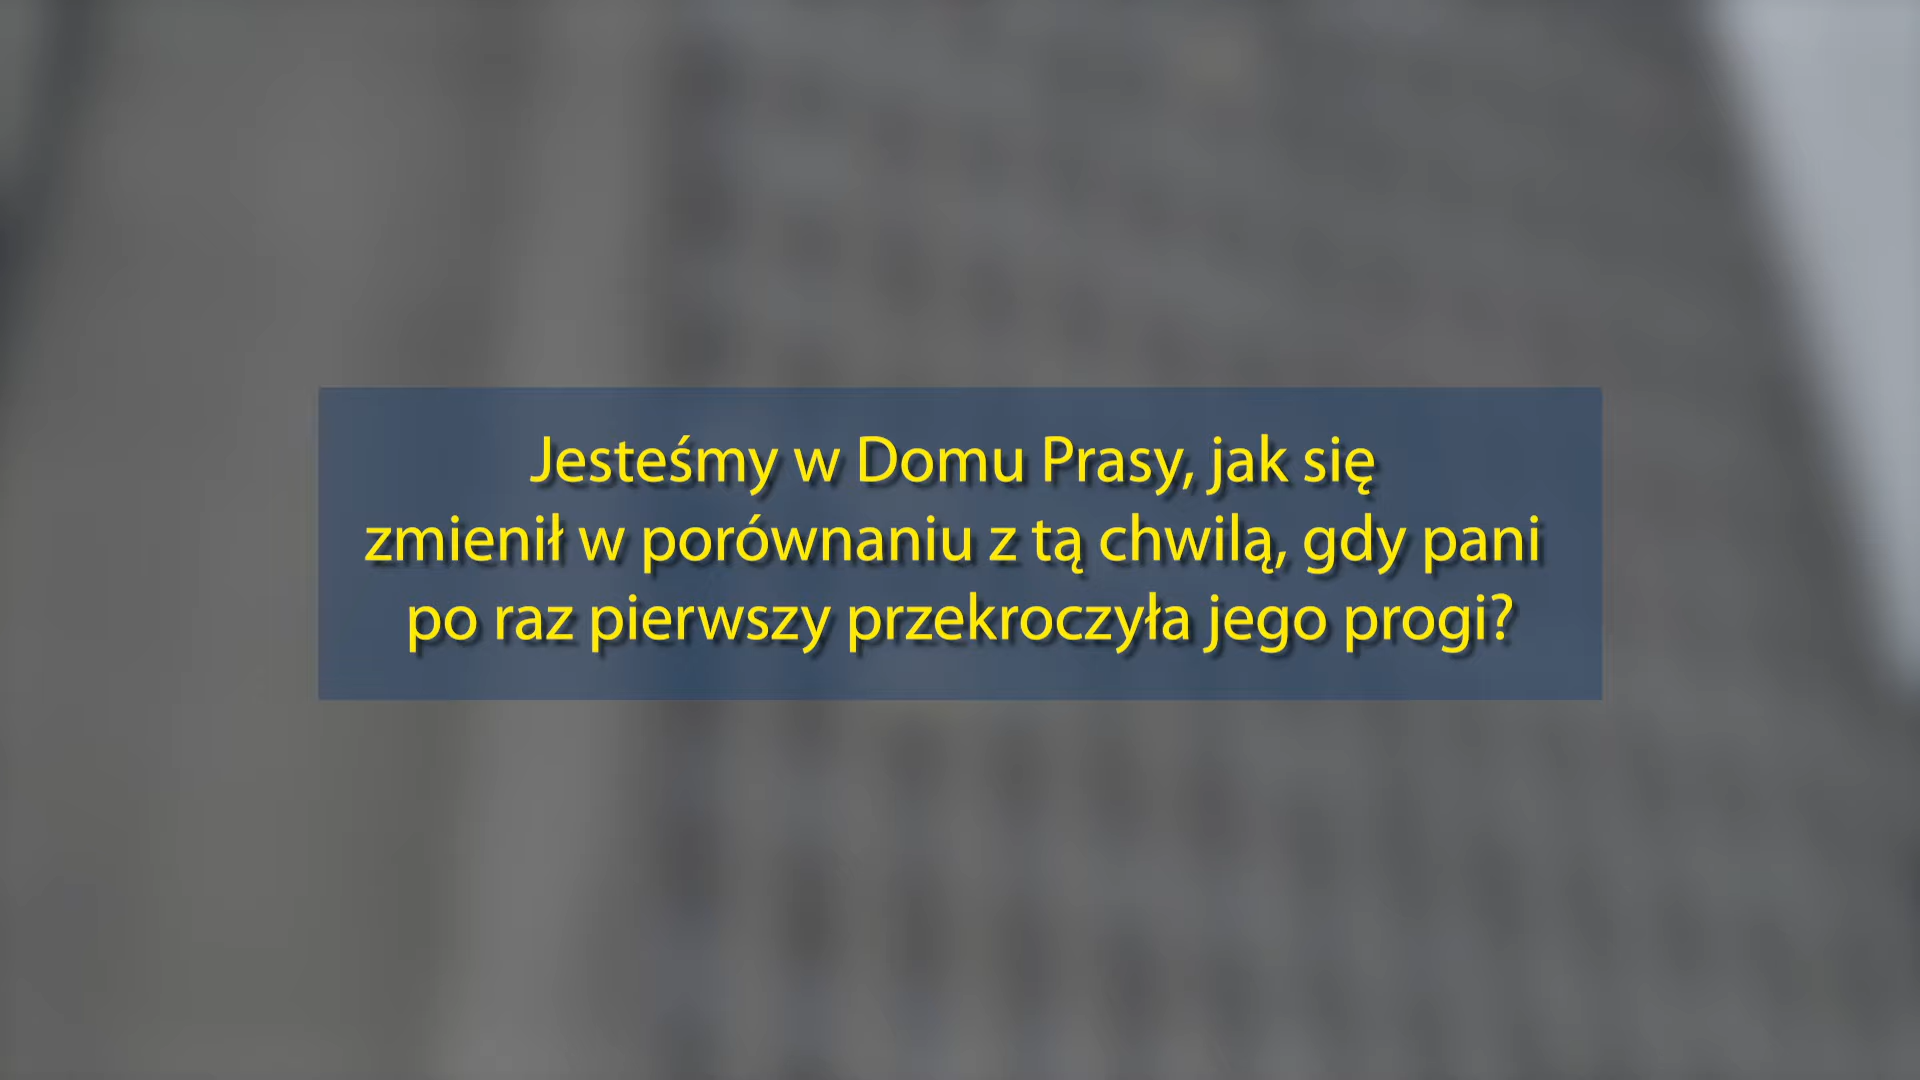 Jesteśmy w Domu Prasy, jak się
zmienił w porównaniu z tą chwilą, gdy pani
po raz pierwszy przekroczyła jego progi?